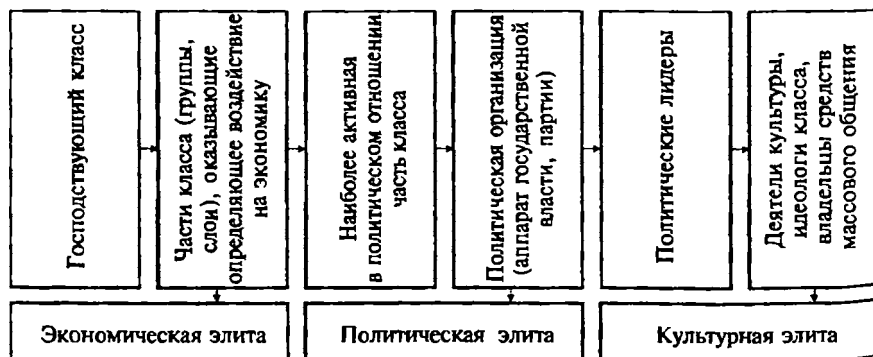 Господствующий класс
Части класса (группы,
слои), оказывающие
определяющее воздействие
на экономику
Наиболее активная
в политическом отношении
часть класса
Политическая организация
(аппарат государственной
власти, партии)
Политические лидеры
Деятели культуры,
идеологи класса,
владельцы средств
массового общения
Экономическая элита
Политическая элита
Культурная элита